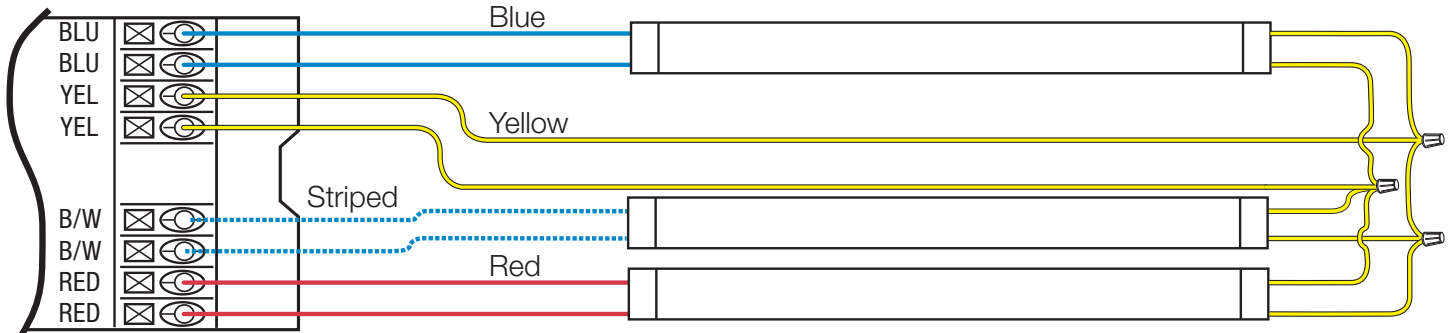 BLU
Blue
BLU
YEL
Yellow
YEL
Striped
B/W
B/W
Red
RED
RED